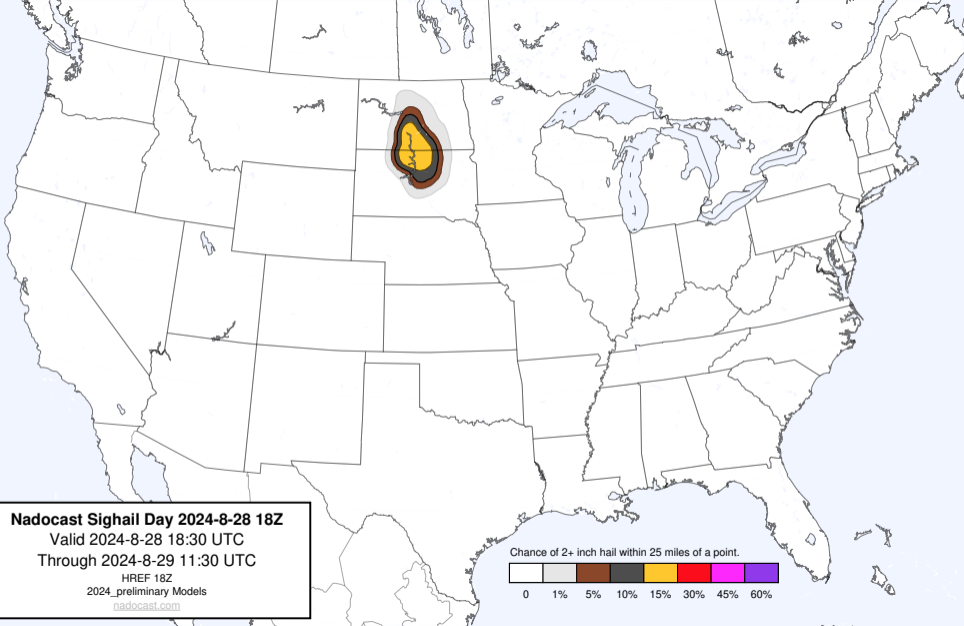 Nadocast Sighail Day 2024-8-28 18Z
Valid 2024-8-28 18:30 UTC
Through 2024-8-29 11:30 UTC
HREF 18Z
2024_preliminary Models
nadocast.com
Chance of 2+ inch hail within 25 miles of a point.
0 1% 5% 10% 15% 30% 45% 60%